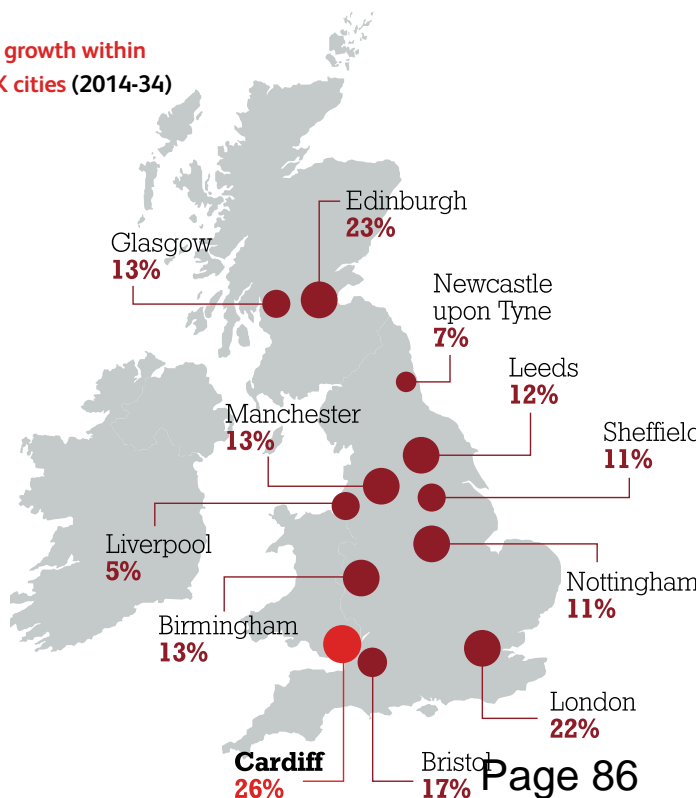 growth within
K cities (2014-34)
Edinburgh
23%
Glasgow
13%
Newcastle
upon Tyne
7%
Leeds
12%
Manchester
13%
Sheffield
11%
Liverpool
5%
Nottingham
11%
Birmingham
13%
London
22%
Cardiff
26%
Bristol
17%
Page 86